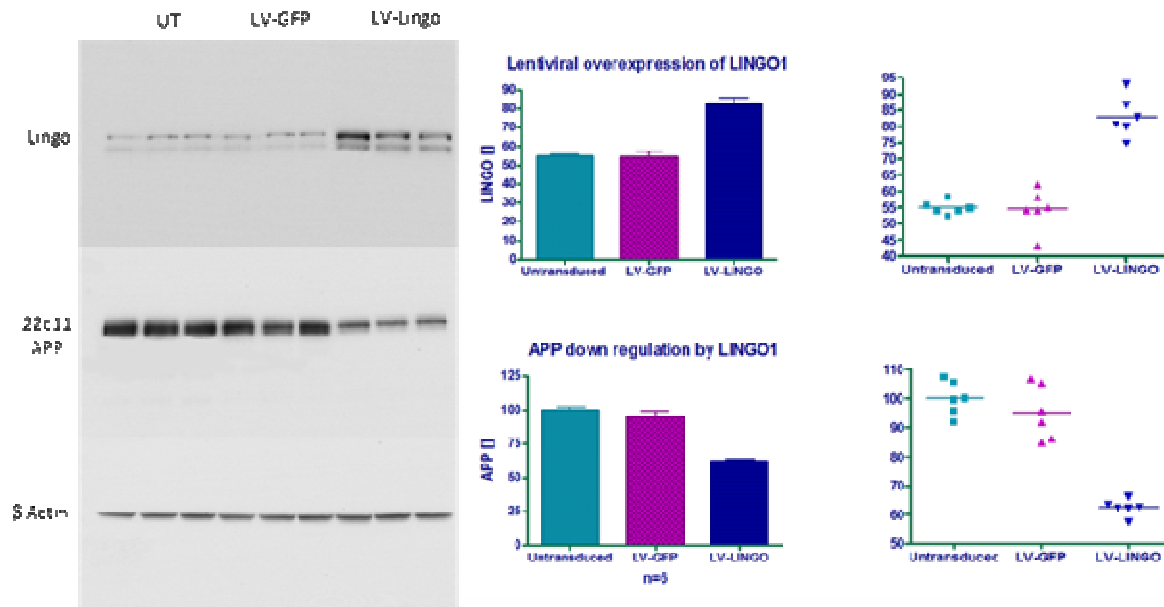 UT LV-GFP LV-Lingo
Lingo
22c11
APP
β Actin
Lentiviral overexpression of LINGO1
LINGO []
90
80
70
60
50
40
30
20
10
0
Untransduced LV-GFP LV-LINGO
95
90
85
80
75
70
65
60
55
50
45
40
Untransduced LV-GFP LV-LINGO
APP down regulation by LINGO1
APP []
125
100
75
50
25
0
Untransduced LV-GFP LV-LINGO
110
100
90
80
70
60
50
Untransduced LV-GFP LV-LINGO